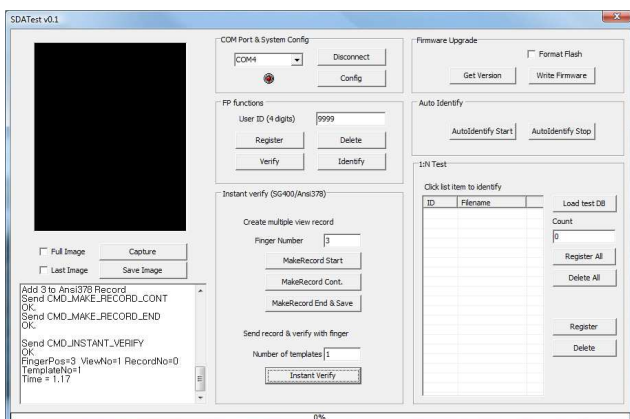 SDATest v0.1
Full Image
Capture
Last Image
Save Image
Add 3 to Ansi378 Record
Send CMD_MAKE_RECORD_CONT
OK.
Send CMD_MAKE_RECORD_END
OK.
Send CMD_INSTANT_VERIFY
OK
FingerPos=3 ViewNo=1 RecordNo=0
TemplateNo=1
Time = 1.17
COM Port & System Config
COM4
Disconnect
Config
FP functions
User ID (4 digits)
9999
Register
Delete
Verify
Identify
Instant verify (SG400/Ansi378)
Create multiple view record
Finger Number
3
MakeRecord Start
MakeRecord Cont.
MakeRecord End & Save
Send record & verify with finger
Number of templates
1
Instant Verify
Firmware Upgrade
Format Flash
Get Version
Write Firmware
Auto Identify
AutoIdentify Start
AutoIdentify Stop
1:N Test
Click list item to identify
ID
Filename
Load test DB
Count
0
Register All
Delete All
Register
Delete
0%